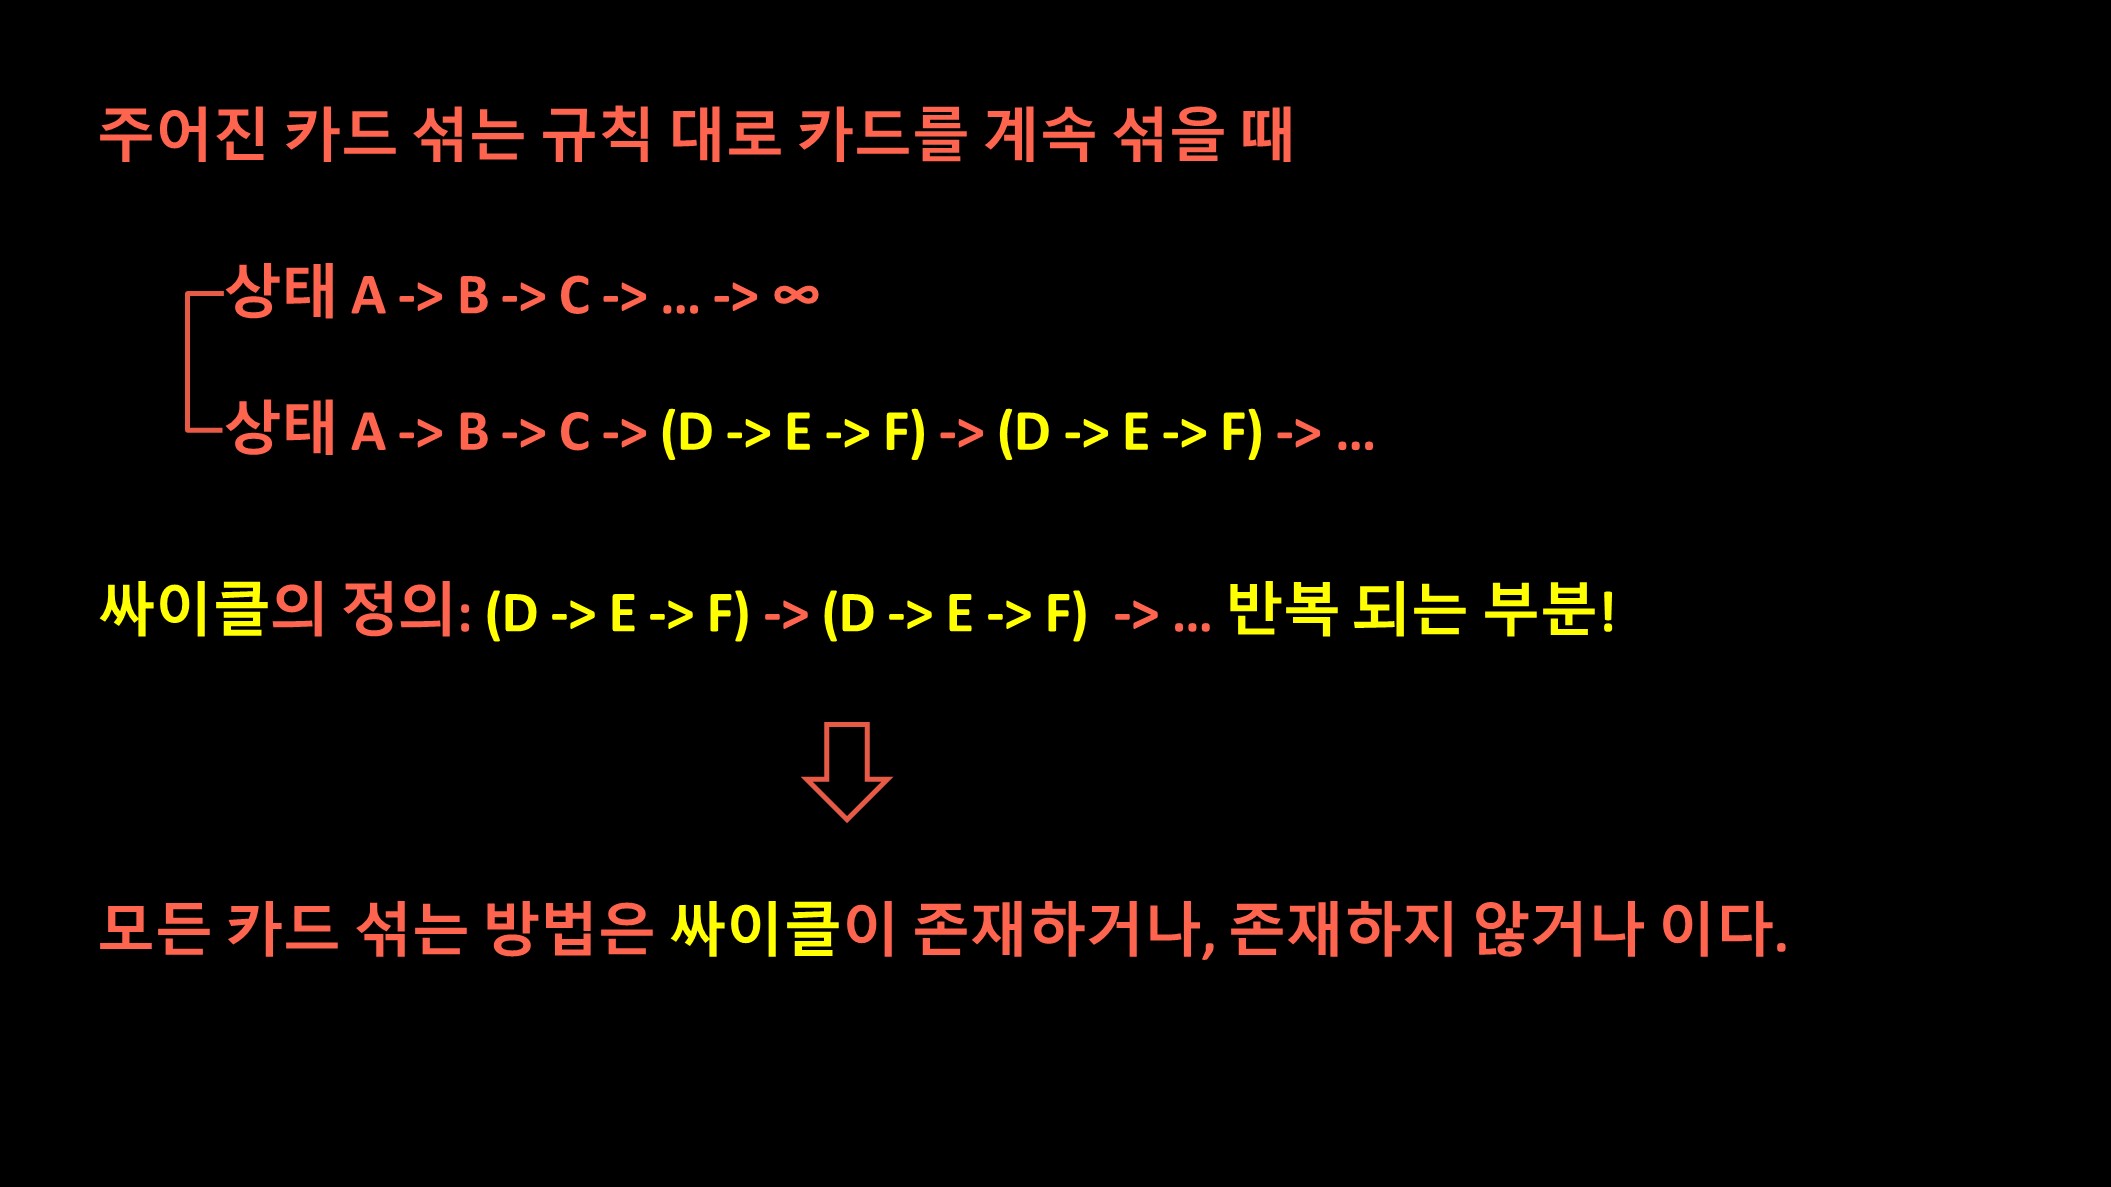 주어진 카드 섞는 규칙 대로 카드를 계속 섞을 때
상태 A -> B -> C -> ... -> ∞
상태 A -> B -> C -> (D -> E -> F) -> (D -> E -> F) -> ...
싸이클의 정의: (D -> E -> F) -> (D -> E -> F) -> ... 반복 되는 부분!
모든 카드 섞는 방법은 싸이클이 존재하거나, 존재하지 않거나 이다.